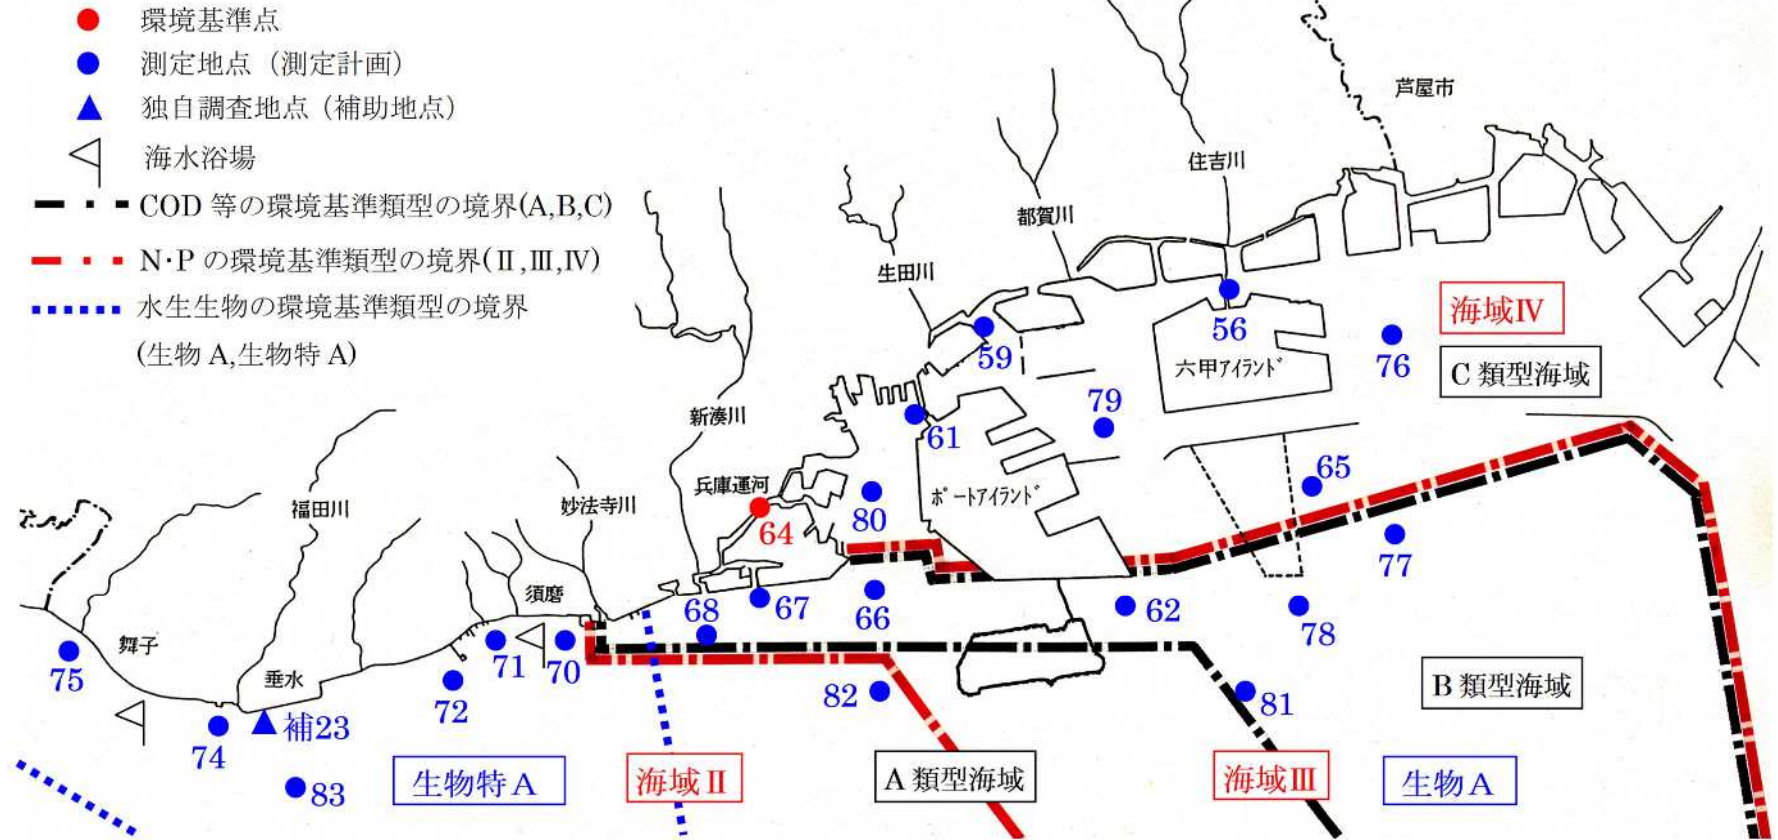 環境基準点
測定地点（測定計画）
独自調査地点（補助地点）
海水浴場
COD 等の環境基準類型の境界(A,B,C)
N･P の環境基準類型の境界(Ⅱ,Ⅲ,Ⅳ)
水生生物の環境基準類型の境界
(生物 A,生物特 A)
芦屋市
住吉川
都賀川
生田川
新湊川
兵庫運河
妙法寺川
福田川
須磨
舞子
垂水
六甲アイランド
ポートアイランド
56
59
61
76
79
65
64
80
77
66
67
68
62
78
75
71
70
72
82
81
74
補23
83
海域Ⅳ
C 類型海域
B 類型海域
生物特 A
海域Ⅱ
A 類型海域
海域Ⅲ
生物 A